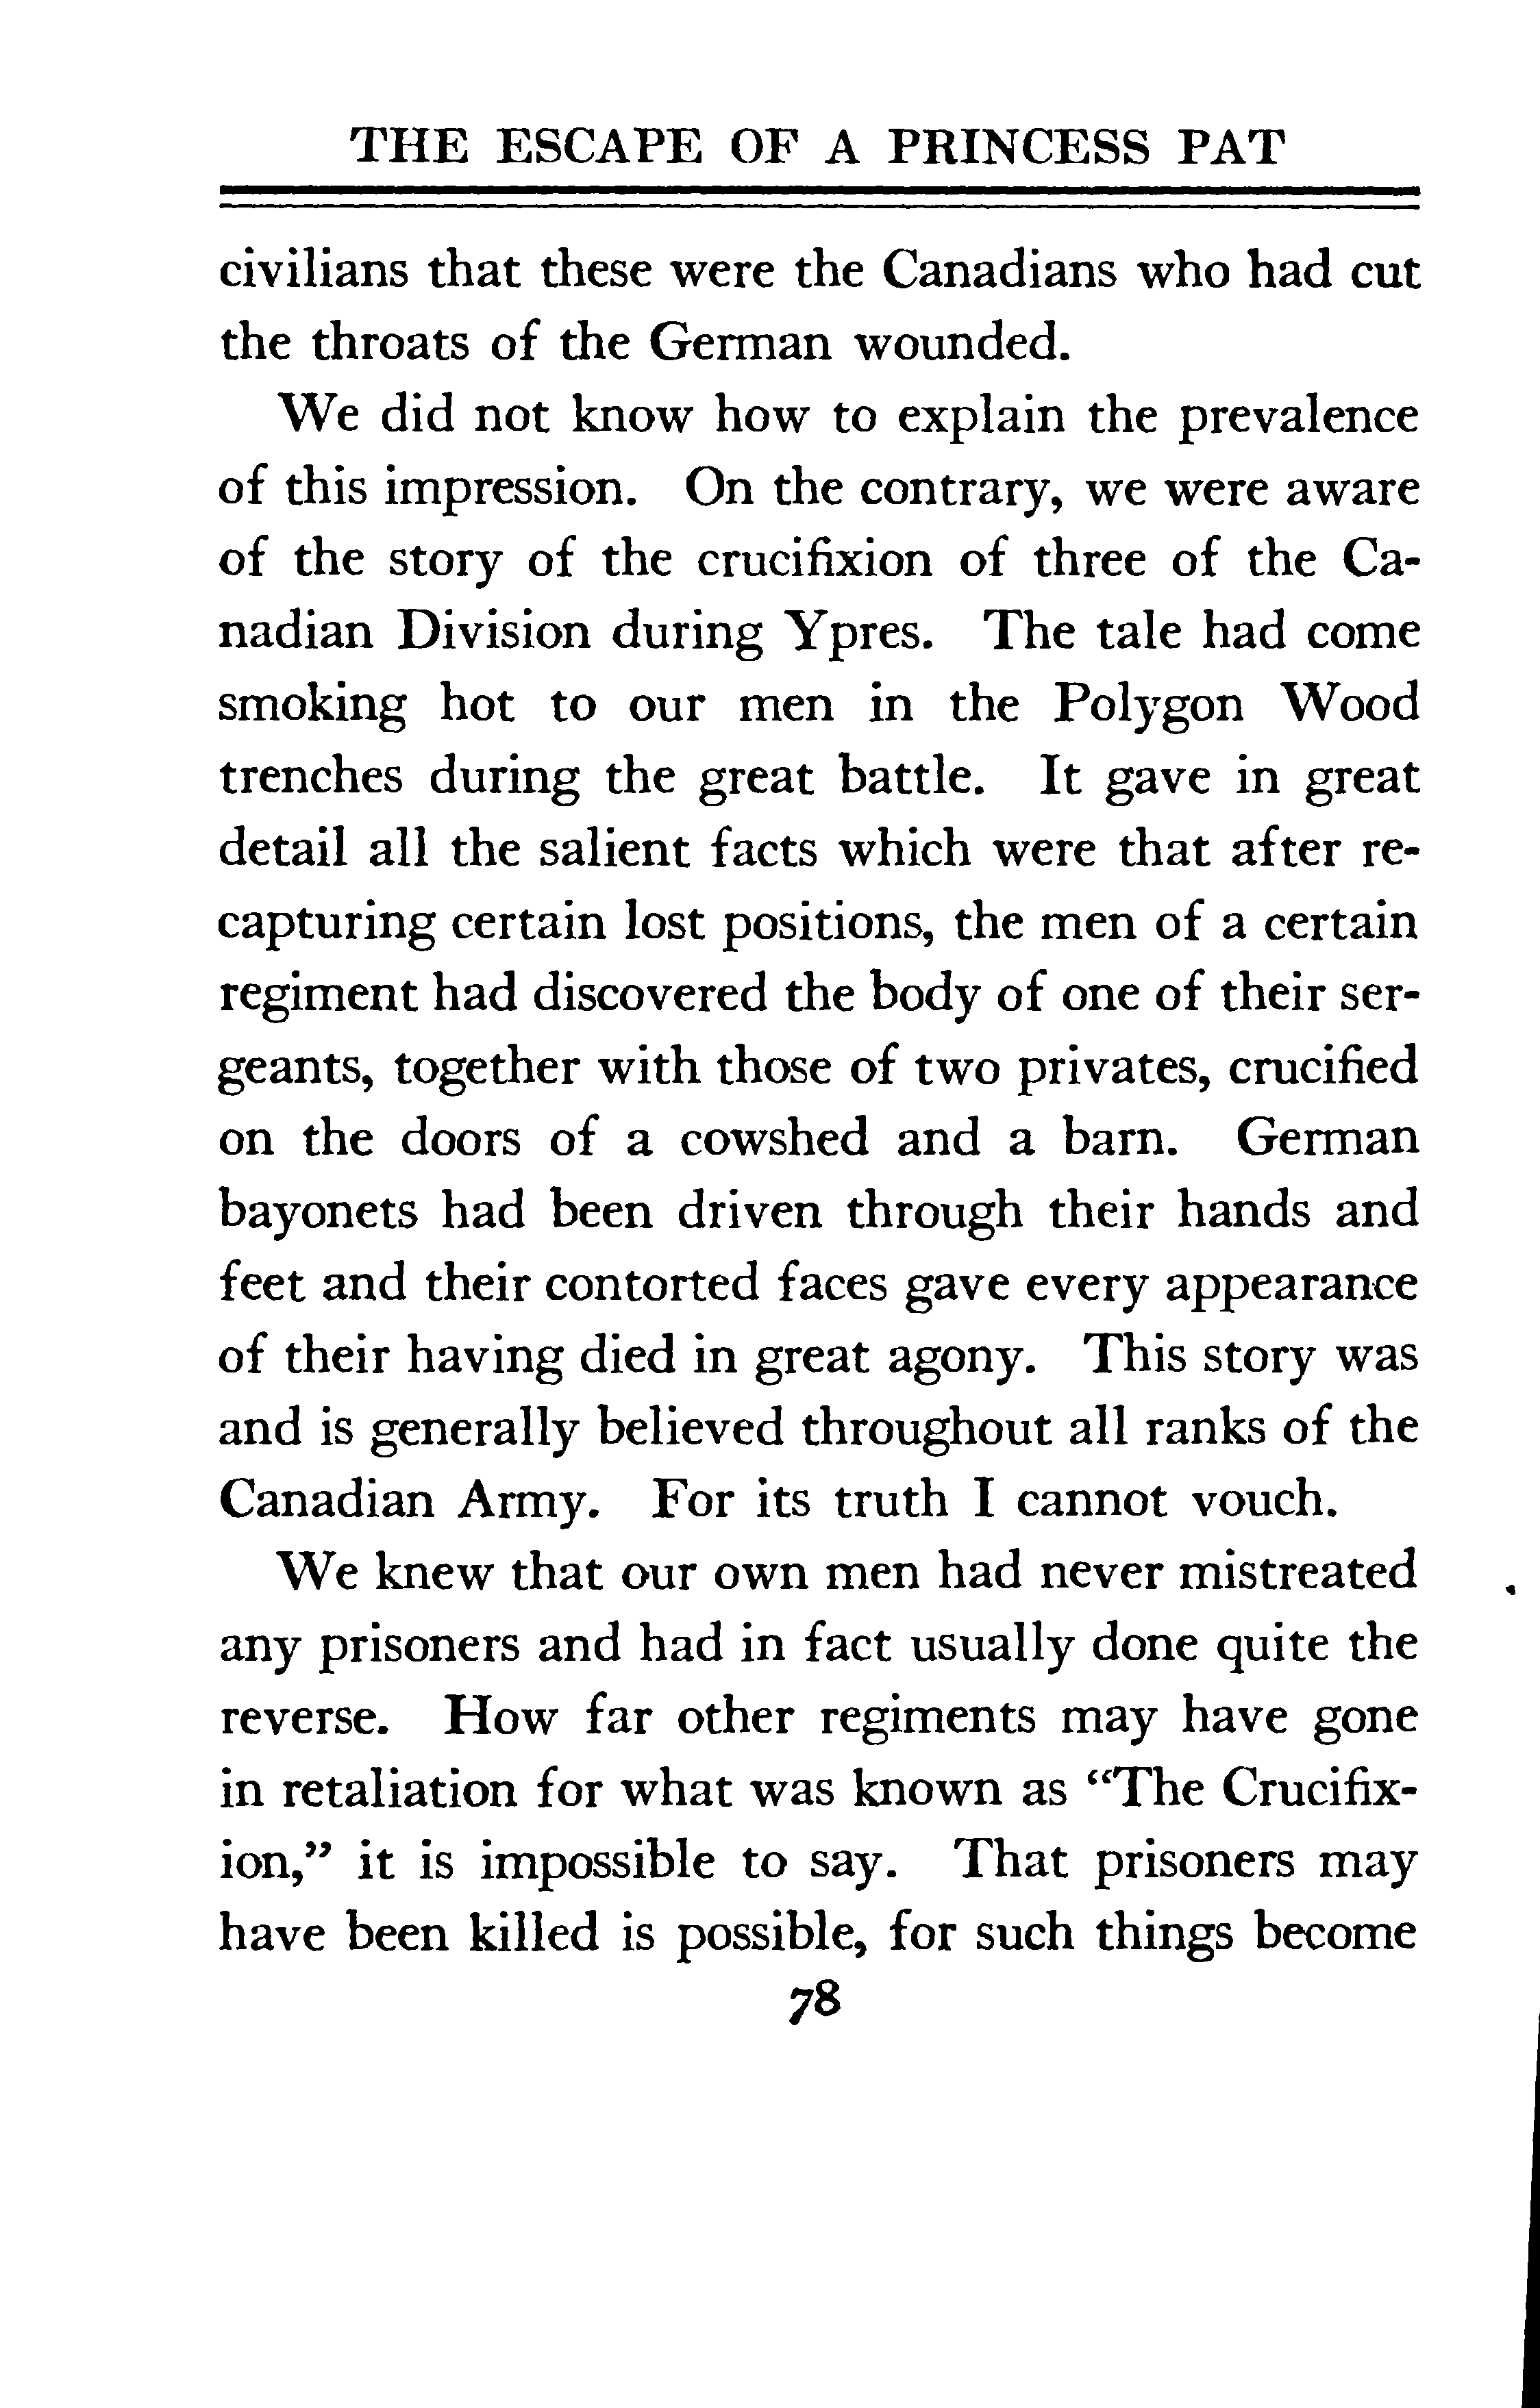 THE ESCAPE OF A PRINCESS PAT
civilians that these were the Canadians who had cut
the throats of the German wounded.
We did not know how to explain the prevalence
of this impression. On the contrary, we were aware
of the story of the crucifixion of three of the Ca-
nadian Division during Ypres. The tale had come
smoking hot to our men in the Polygon Wood
trenches during the great battle. It gave in great
detail all the salient facts which were that after re-
capturing certain lost positions, the men of a certain
regiment had discovered the body of one of their ser-
geants, together with those of two privates, crucified
on the doors of a cowshed and a barn. German
bayonets had been driven through their hands and
feet and their contorted faces gave every appearance
of their having died in great agony. This story was
and is generally believed throughout all ranks of the
Canadian Army. For its truth I cannot vouch.
We knew that our own men had never mistreated
any prisoners and had in fact usually done quite the
reverse. How far other regiments may have gone
in retaliation for what was known as “The Crucifix-
ion,” it is impossible to say. That prisoners may
have been killed is possible, for such things become
78